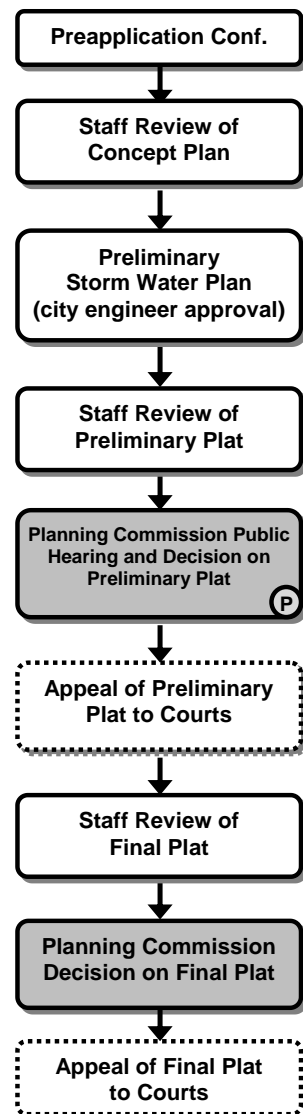 Preapplication Conf.
Staff Review of
Concept Plan
Preliminary
Storm Water Plan
(city engineer approval)
Staff Review of
Preliminary Plat
Planning Commission Public
Hearing and Decision on
Preliminary Plat
P
Appeal of Preliminary
Plat to Courts
Staff Review of
Final Plat
Planning Commission
Decision on Final Plat
Appeal of Final Plat
to Courts